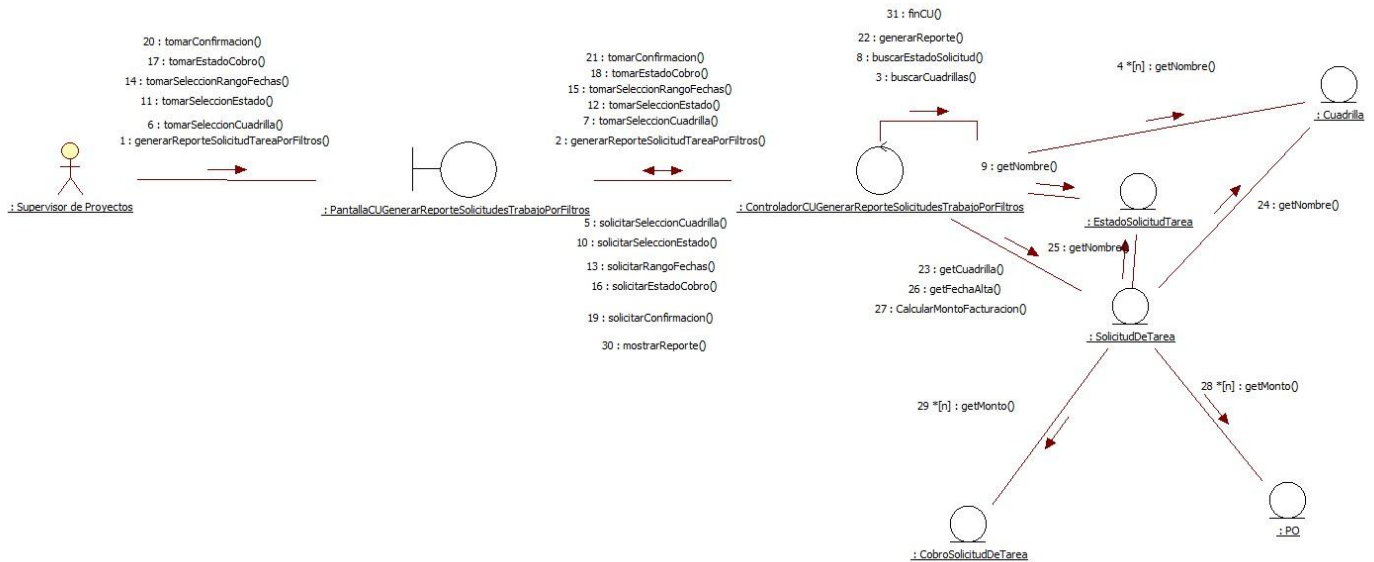 20 : tomarConfirmacion()
17 : tomarEstadoCobro()
14 : tomarSeleccionRangoFechas()
11 : tomarSeleccionEstado()
6 : tomarSeleccionCuadrilla()
1 : generarReporteSolicitudTareaPorFiltros()
: Supervisor de Proyectos
21 : tomarConfirmacion()
18 : tomarEstadoCobro()
15 : tomarSeleccionRangoFechas()
12 : tomarSeleccionEstado()
7 : tomarSeleccionCuadrilla()
2 : generarReporteSolicitudTareaPorFiltros()
: PantallaCUGenerarReporteSolicitudesTrabajoPorFiltros
5 : solicitarSeleccionCuadrilla()
10 : solicitarSeleccionEstado()
13 : solicitarRangoFechas()
16 : solicitarEstadoCobro()
19 : solicitarConfirmacion()
30 : mostrarReporte()
31 : finCU()
22 : generarReporte()
8 : buscarEstadoSolicitud()
3 : buscarCuadrillas()
: ControladorCUGenerarReporteSolicitudesTrabajoPorFiltros
4 *[n] : getNombre()
: Cuadrilla
9 : getNombre()
: EstadoSolicitudTarea
24 : getNombre()
25 : getNombre()
23 : getCuadrilla()
26 : getFechaAlta()
27 : CalcularMontoFacturacion()
: SolicitudDeTarea
28 *[n] : getMonto()
29 *[n] : getMonto()
: PO
: CobroSolicitudDeTarea